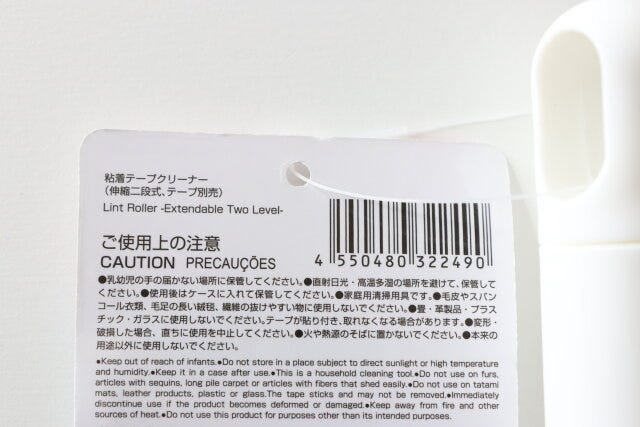 粘着テープクリーナー
（伸縮二段式、テープ別売）
Lint Roller -Extendable Two Level-
ご使用上の注意
CAUTION PRECAUÇÕES
4 550480 322490
●乳幼児の手の届かない場所に保管してください。●直射日光・高温多湿の場所を避けて、保管して
ください。●使用後はケースに入れて保管してください。●家庭用清掃用具です。●毛皮やスパン
コール衣類、毛足の長い絨毯、繊維の抜けやすい物に使用しないでください。●畳・革製品・プラス
チック・ガラスに使用しないでください。テープが貼り付き、取れなくなる場合があります。●変形・
破損した場合、直ちに使用を中止してください。●火や熱源のそばに置かないでください。●本来の
用途以外に使用しないでください。
●Keep out of reach of infants.●Do not store in a place subject to direct sunlight or high temperature
and humidity.●Keep it in a case after use.●This is a household cleaning tool.●Do not use on furs,
articles with sequins, long pile carpet or articles with fibers that shed easily.●Do not use on tatami
mats, leather products, plastic or glass.The tape sticks and may not be removed.●Immediately
discontinue use if the product becomes deformed or damaged.●Keep away from fire and other
sources of heat.●Do not use this product for purposes other than its intended purposes.